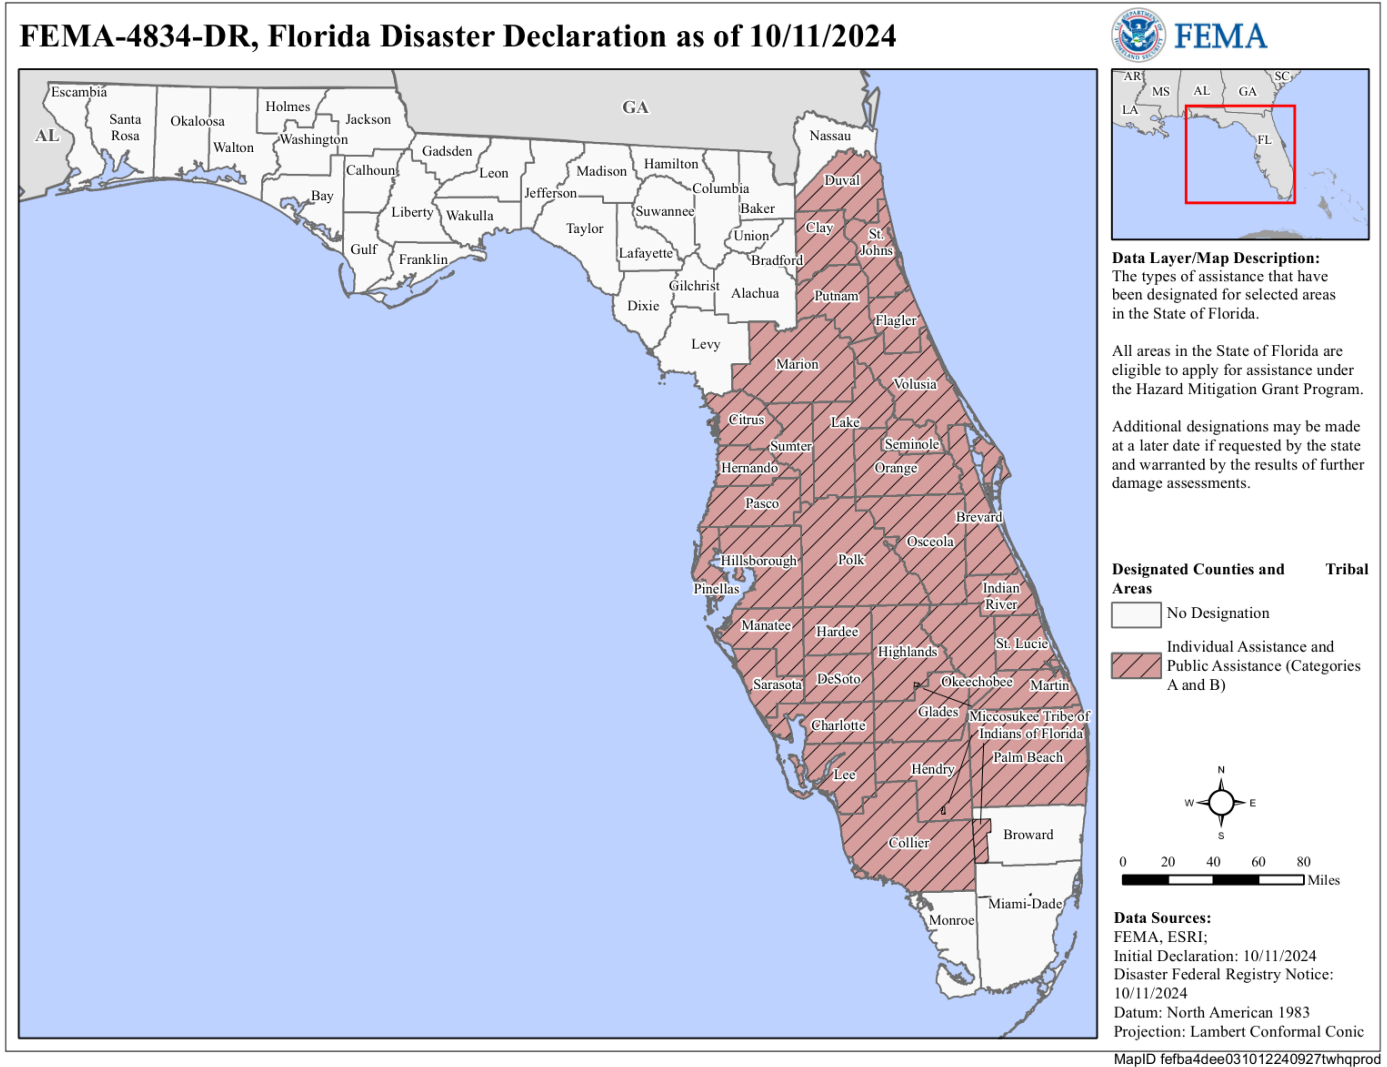 FEMA-4834-DR, Florida Disaster Declaration as of 10/11/2024
FEMA
AL
GA
Escambia
Santa
Rosa
Okaloosa
Walton
Holmes
Washington
Jackson
Bay
Calhoun
Gulf
Liberty
Gadsden
Franklin
Leon
Wakulla
Jefferson
Madison
Taylor
Hamilton
Suwannee
Lafayette
Columbia
Baker
Union
Bradford
Gilchrist
Dixie
Alachua
Levy
Nassau
Duval
Clay
St.
Johns
Putnam
Flagler
Marion
Volusia
Citrus
Lake
Sumter
Seminole
Hernando
Orange
Pasco
Brevard
Osceola
Hillsborough
Polk
Pinellas
Indian
River
Manatee
Hardee
Highlands
St. Lucie
Sarasota
DeSoto
Okeechobee
Martin
Charlotte
Glades
Miccosukee Tribe of
Indians of Florida
Lee
Hendry
Palm Beach
Collier
Broward
Monroe
Miami-Dade
AR
MS
AL
GA
SC
LA
FL
Data Layer/Map Description:
The types of assistance that have
been designated for selected areas
in the State of Florida.
All areas in the State of Florida are
eligible to apply for assistance under
the Hazard Mitigation Grant Program.
Additional designations may be made
at a later date if requested by the state
and warranted by the results of further
damage assessments.
Designated Counties and Tribal
Areas
No Designation
Individual Assistance and
Public Assistance (Categories
A and B)
N
W E
S
0 20 40 60 80
Miles
Data Sources:
FEMA, ESRI;
Initial Declaration: 10/11/2024
Disaster Federal Registry Notice:
10/11/2024
Datum: North American 1983
Projection: Lambert Conformal Conic
MapID fefba4dee031012240927twhqprod